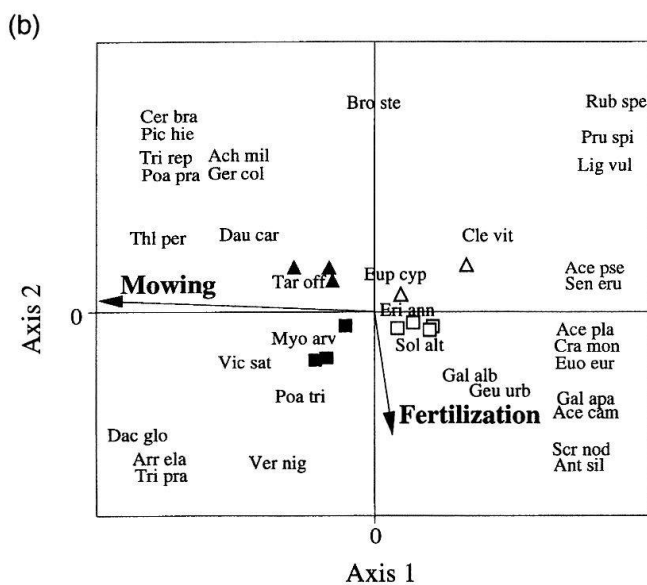 (b)
Bro ste
Rub spe
Cer bra
Pic hie
Pru spi
Tri rep
Ach mil
Poa pra
Ger col
Lig vul
Thl per
Dau car
Cle vit
Tar off
Eup cyp
Ace pse
Sen eru
Mowing
Eri ann
0
Axis 2
Myo arv
Sol alt
Ace pla
Cra mon
Euo eur
Vic sat
Gal alb
Geu urb
Poa tri
Gal apa
Ace cam
Fertilization
Dac glo
Arr ela
Tri pra
Ver nig
Scr nod
Ant sil
0
Axis 1